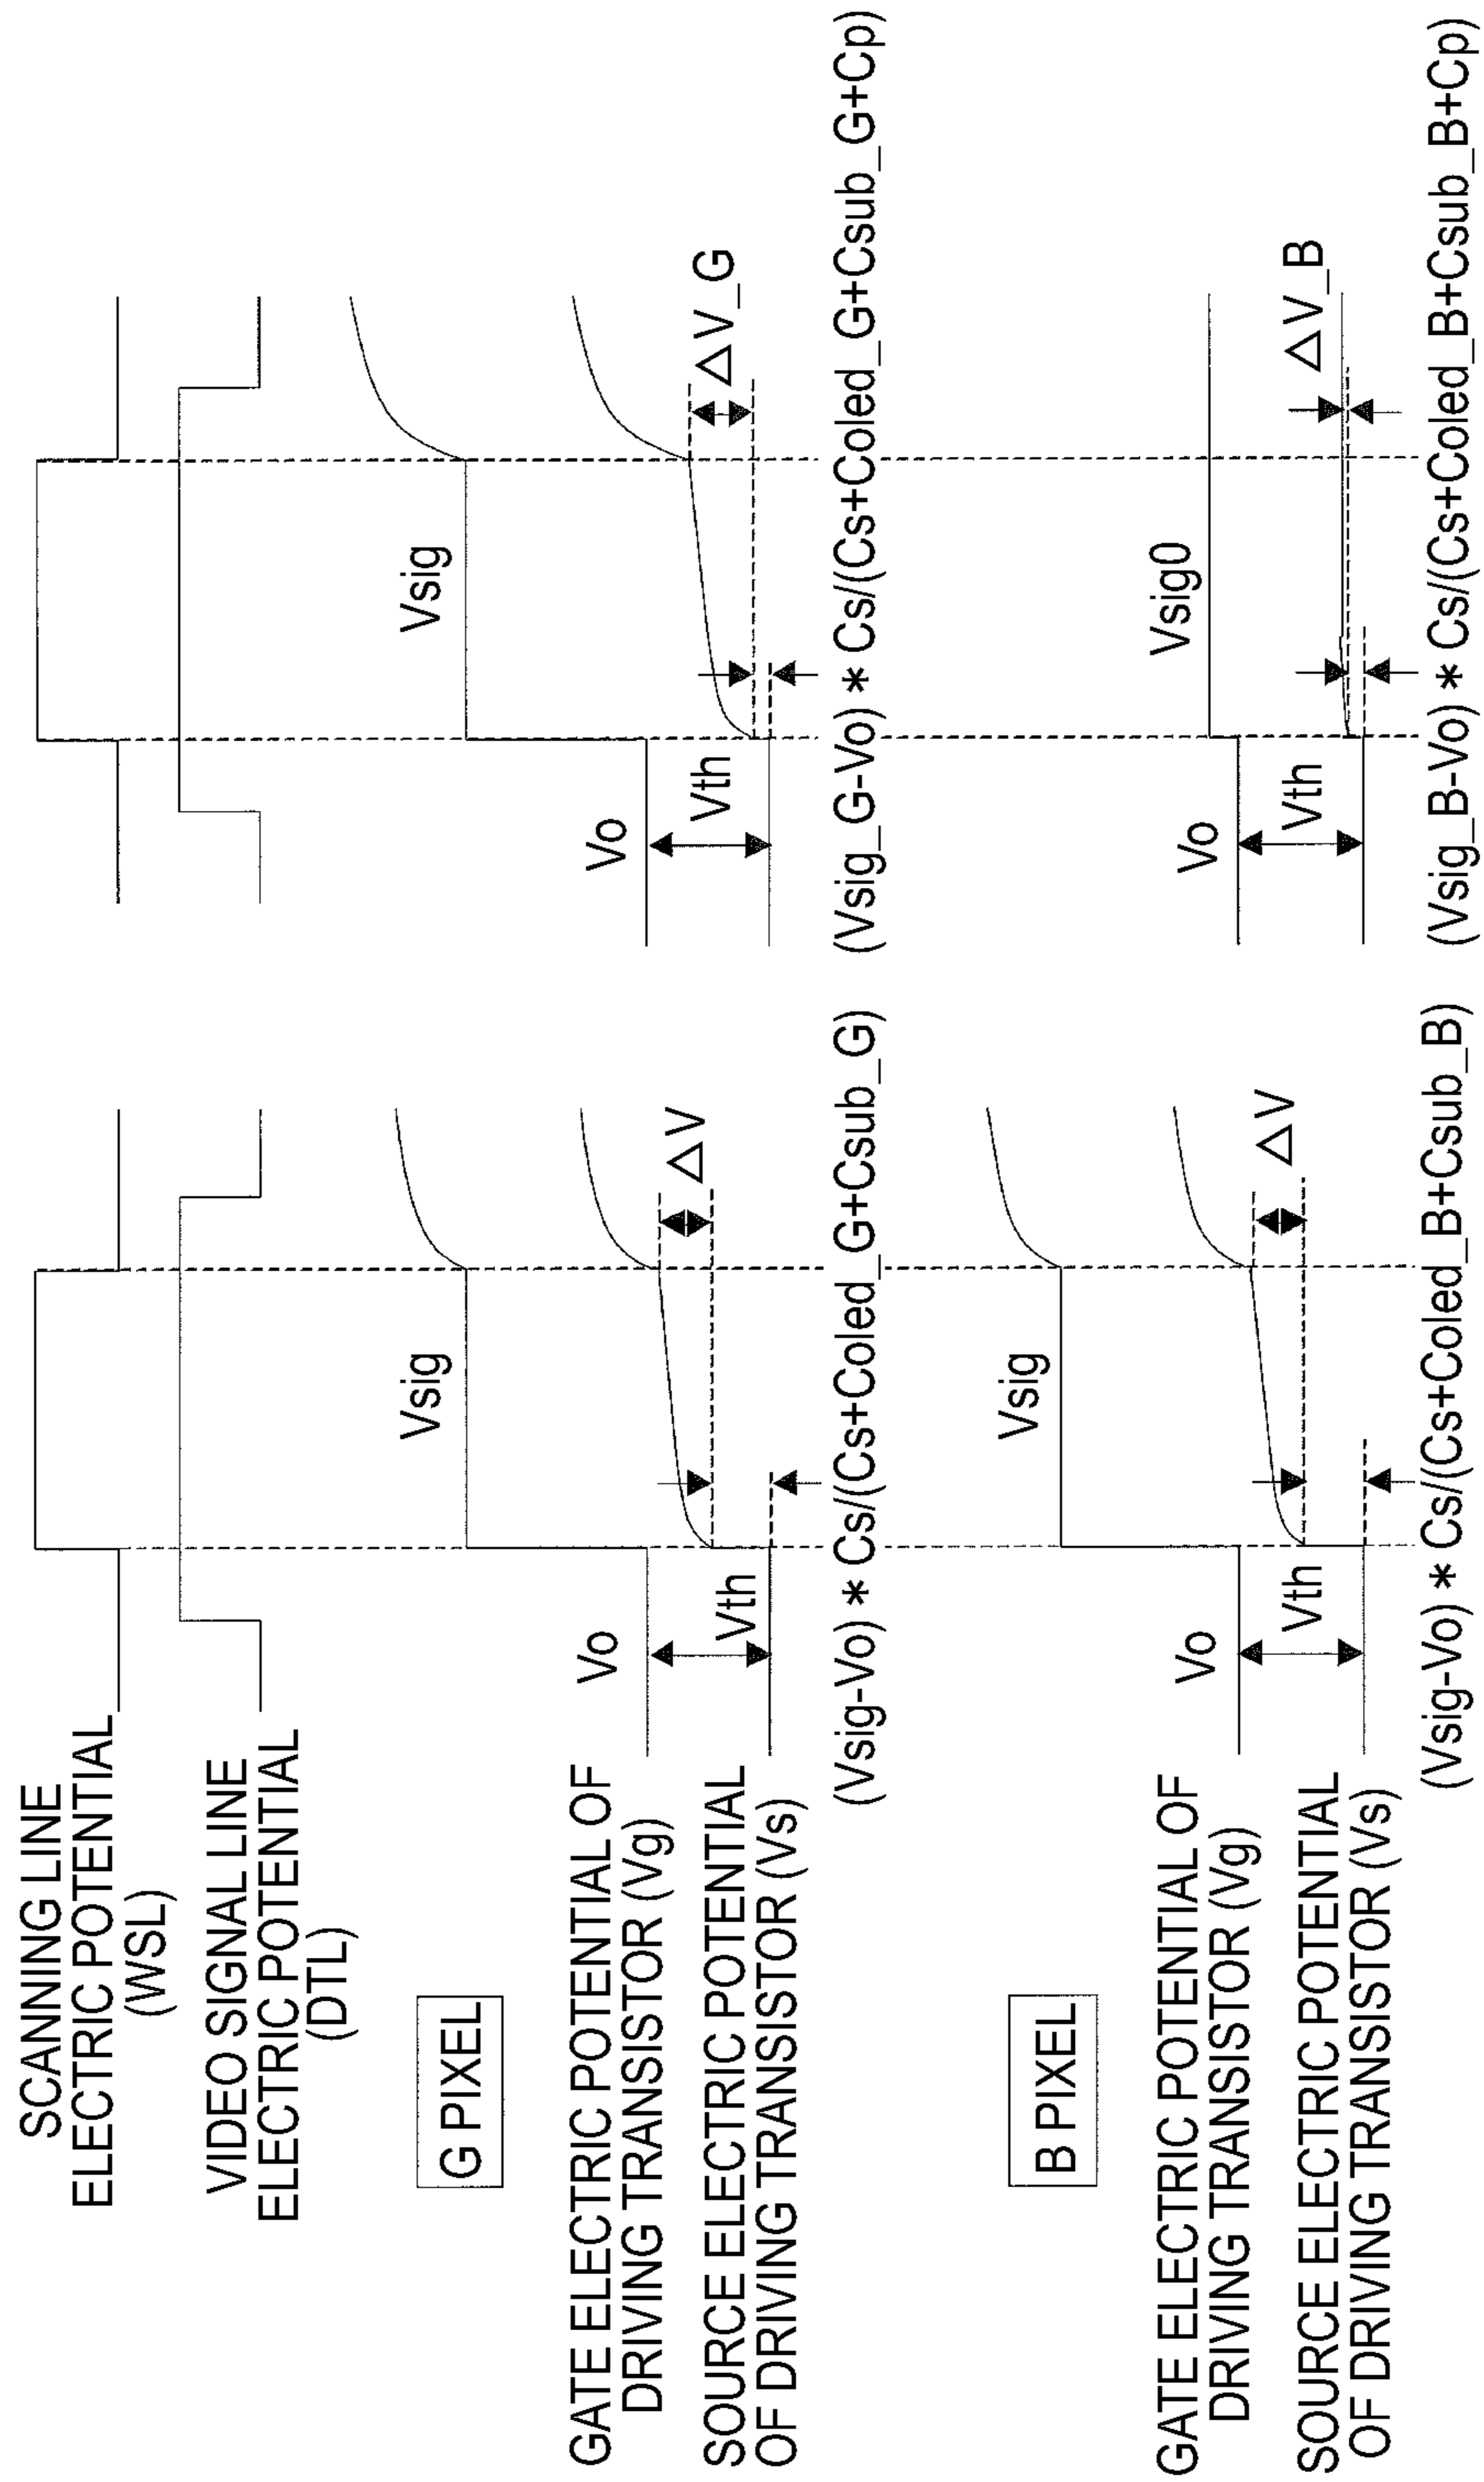 SCANNING LINE
ELECTRIC POTENTIAL
(WSL)
VIDEO SIGNAL LINE
ELECTRIC POTENTIAL
(DTL)
G PIXEL
Vsig
Vsig
GATE ELECTRIC POTENTIAL OF
DRIVING TRANSISTOR (Vg)
Vo
Vo
SOURCE ELECTRIC POTENTIAL
OF DRIVING TRANSISTOR (Vs)
Vth
△V
Vth
△V_G
(Vsig-Vo) * Cs/(Cs+Coled_G+Csub_G)
(Vsig_G-Vo) * Cs/(Cs+Coled_G+Csub_G+Cp)
B PIXEL
Vsig
Vsig0
GATE ELECTRIC POTENTIAL OF
DRIVING TRANSISTOR (Vg)
Vo
Vo
SOURCE ELECTRIC POTENTIAL
OF DRIVING TRANSISTOR (Vs)
Vth
△V
Vth
△V_B
(Vsig-Vo) * Cs/(Cs+Coled_B+Csub_B)
(Vsig_B-Vo) * Cs/(Cs+Coled_B+Csub_B+Cp)